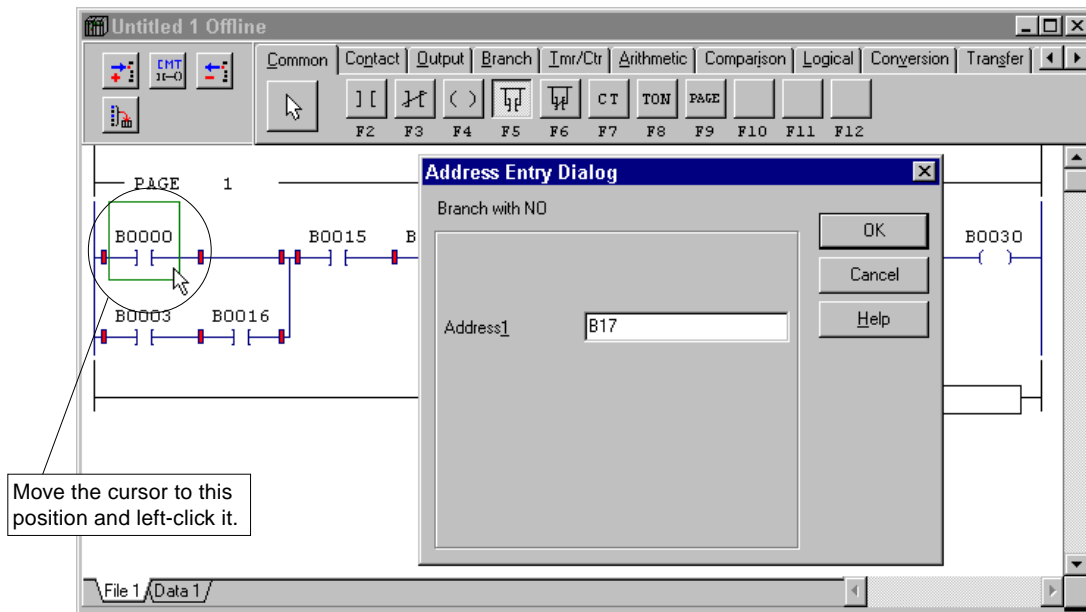 Untitled 1 Offline
CMT
Common Contact Output Branch Tmr/Ctr Arithmetic Comparison Logical Conversion Transfer
CT TON PAGE
F2 F3 F4 F5 F6 F7 F8 F9 F10 F11 F12
PAGE 1
B0000 B0015 B B0030
B0003 B0016
Address Entry Dialog
Branch with NO
Address1 B17
OK
Cancel
Help
Move the cursor to this
position and left-click it.
File 1 Data 1